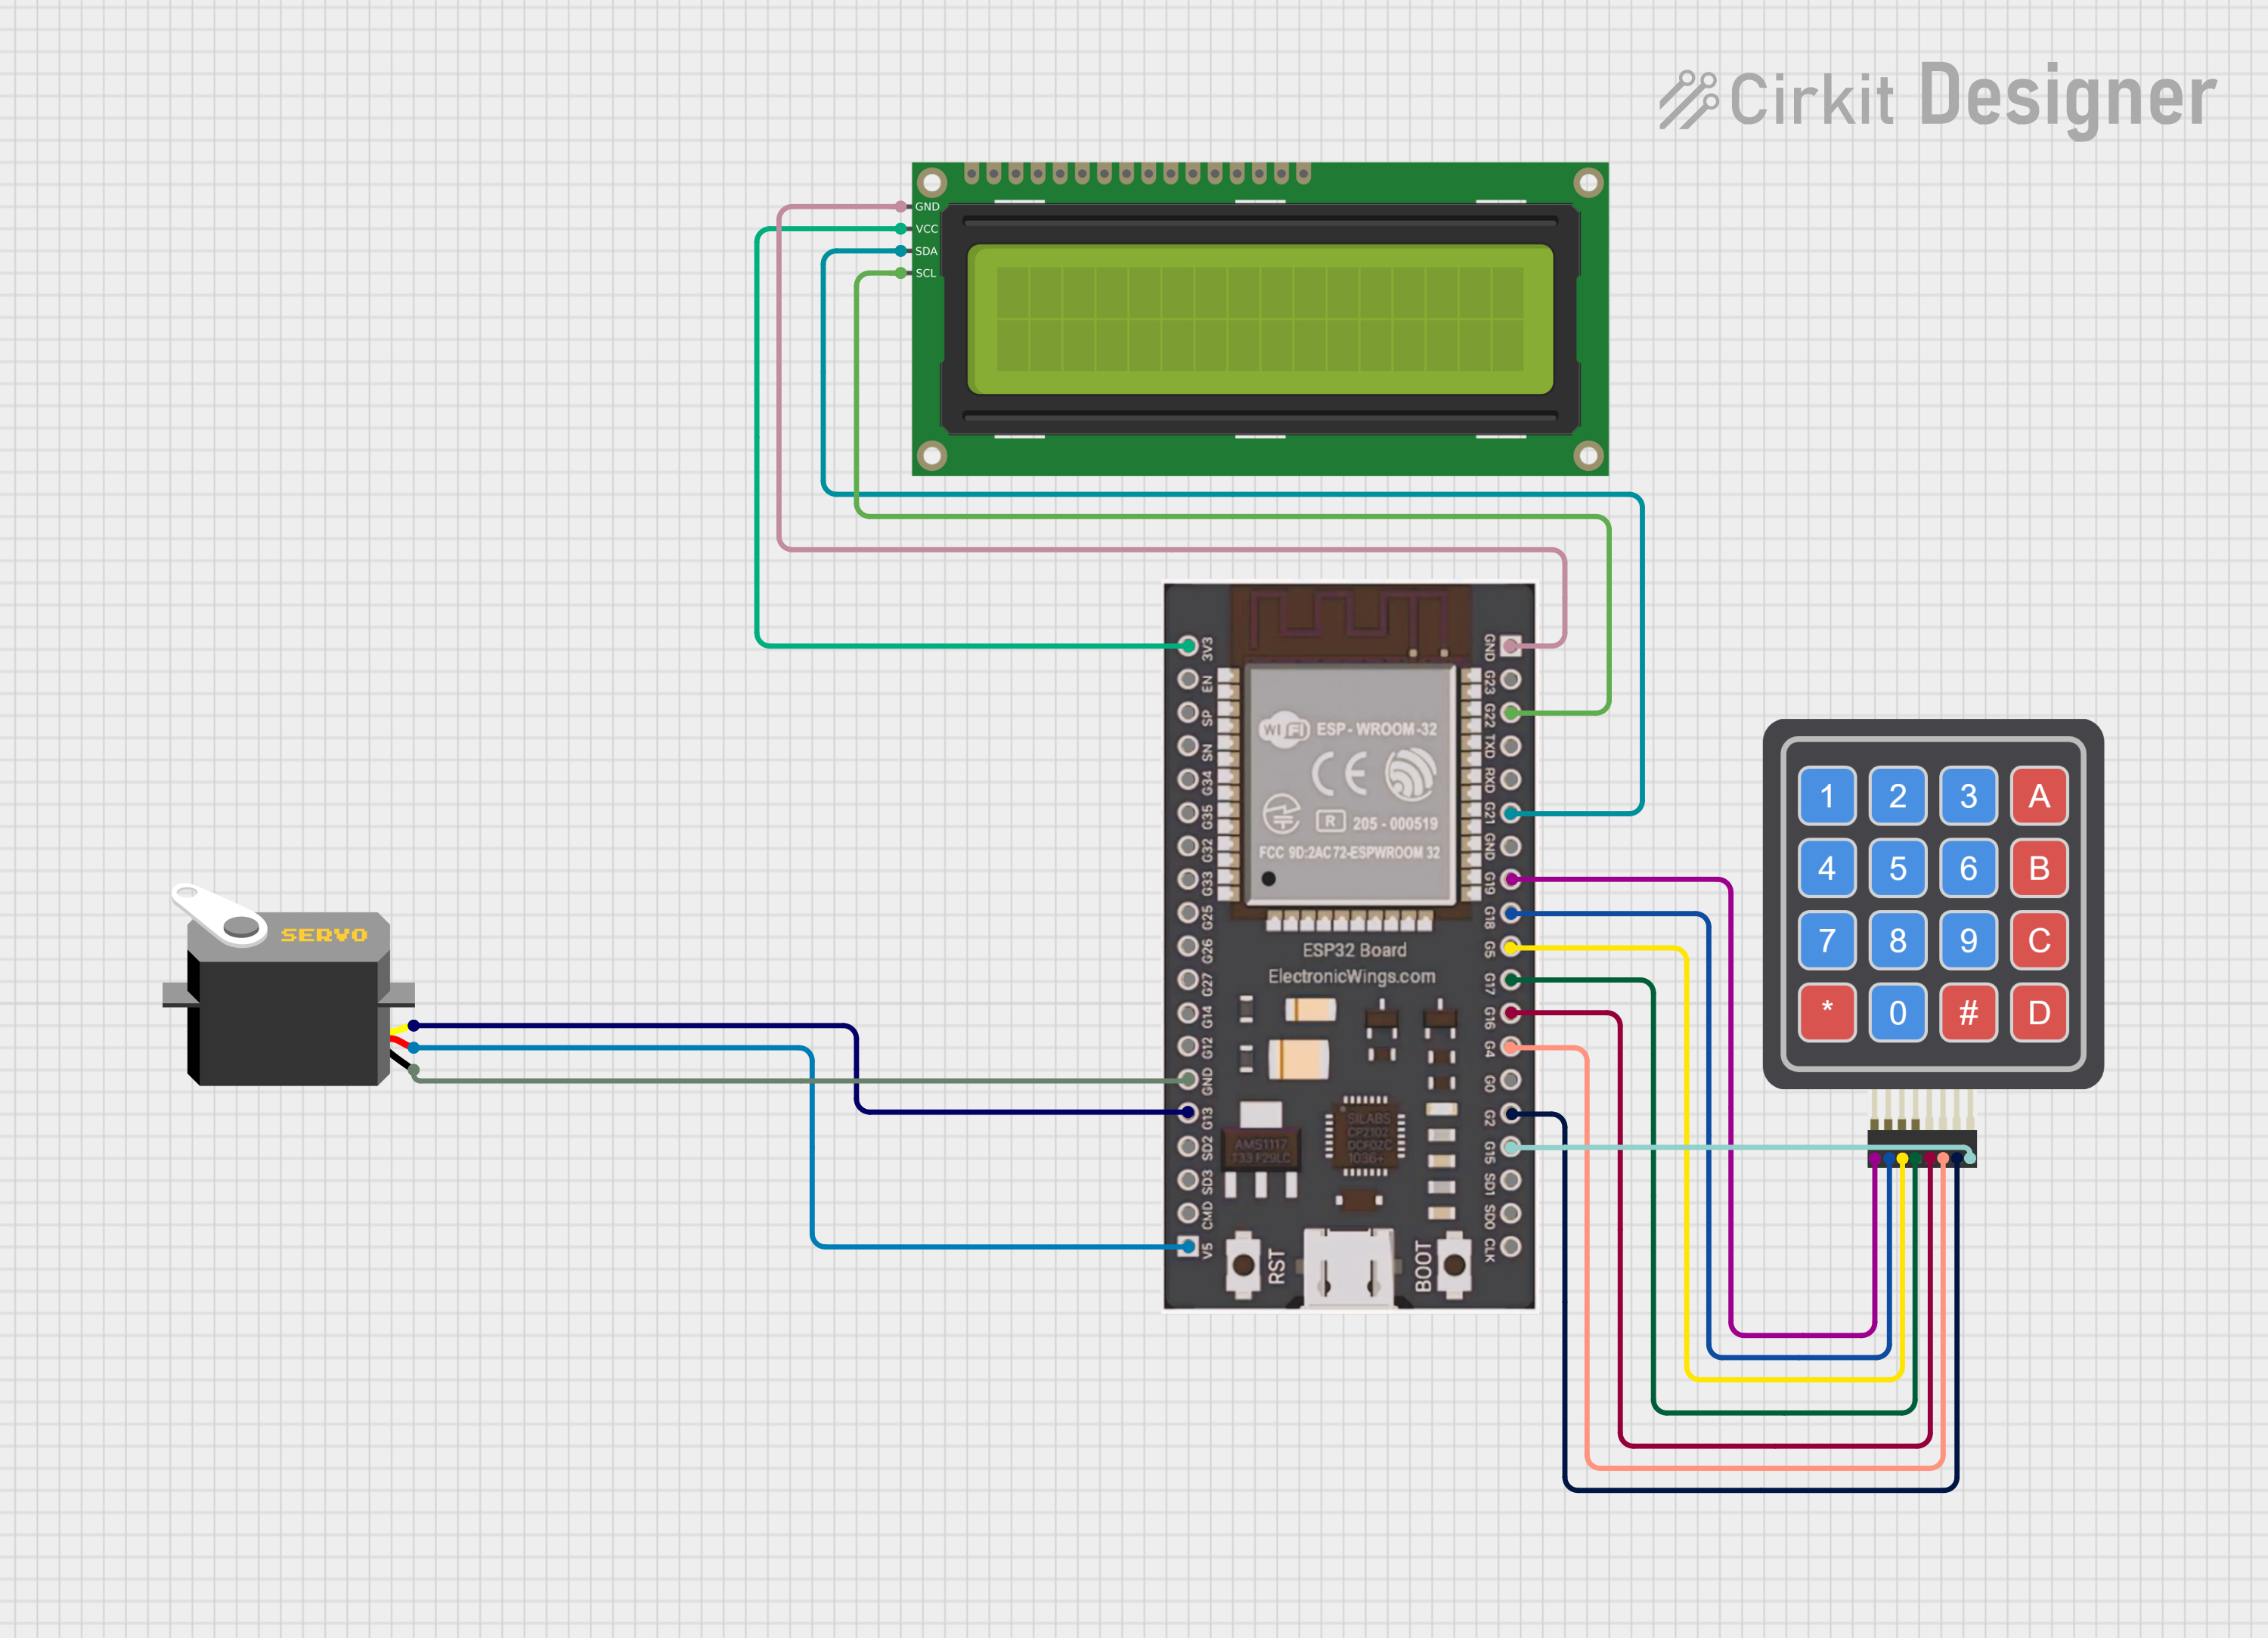 Cirkit Designer
GND
VCC
SDA
SCL
3V3
EN
SP
SN
G34
G35
G32
G33
G25
G26
G27
G14
G12
GND
G13
SD2
SD3
CMD
V5
GND
G23
G22
TXD
RXD
G21
GND
G19
G18
G5
G17
G16
G4
G0
G2
G15
SD1
SD0
CLK
WiFi ESP-WROOM-32
CE
R 205-000519
FCC 9D:2AC72-ESPWROOM 32
ESP32 Board
ElectronicWings.com
SILABS
CP2102
DCF0ZC
1036+
AMS1117
RST
BOOT
SERVO
1 2 3 A
4 5 6 B
7 8 9 C
* 0 # D